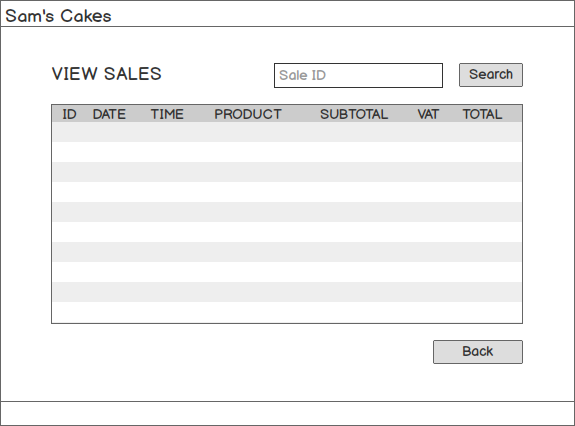 Sam's Cakes
VIEW SALES
Sale ID
Search
ID DATE TIME PRODUCT SUBTOTAL VAT TOTAL
Back